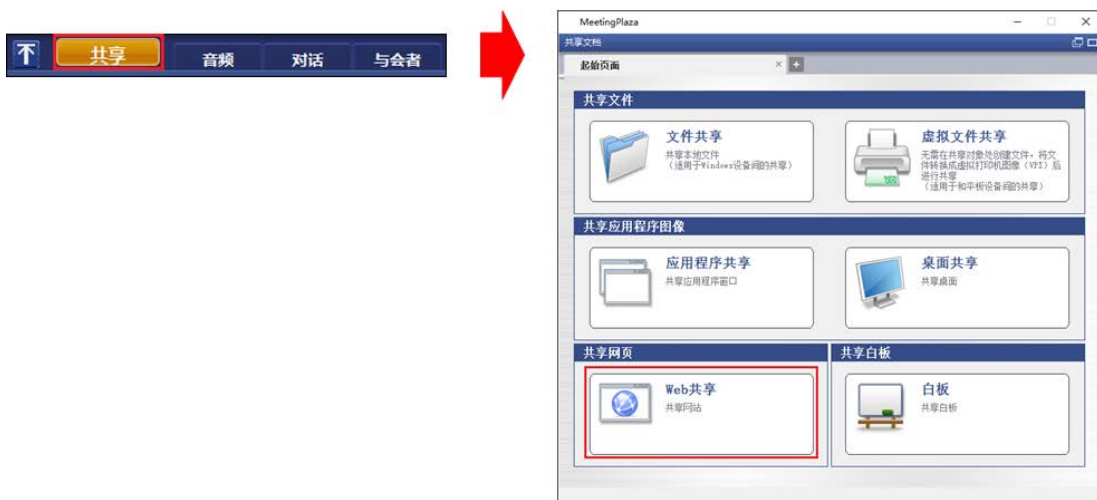 共享
音频
对话
与会者
MeetingPlaza
共享文档
起始页面
共享文件
文件共享
共享本地文件
(适用于Windows设备间的共享)
虚拟文件共享
无需在共享对象处创建文件，将文
件转换成虚拟打印机图像（VPI）后
进行共享
(适用于和平板设备间的共享)
共享应用程序图像
应用程序共享
共享应用程序窗口
桌面共享
共享桌面
共享网页
Web共享
共享网站
共享白板
白板
共享白板